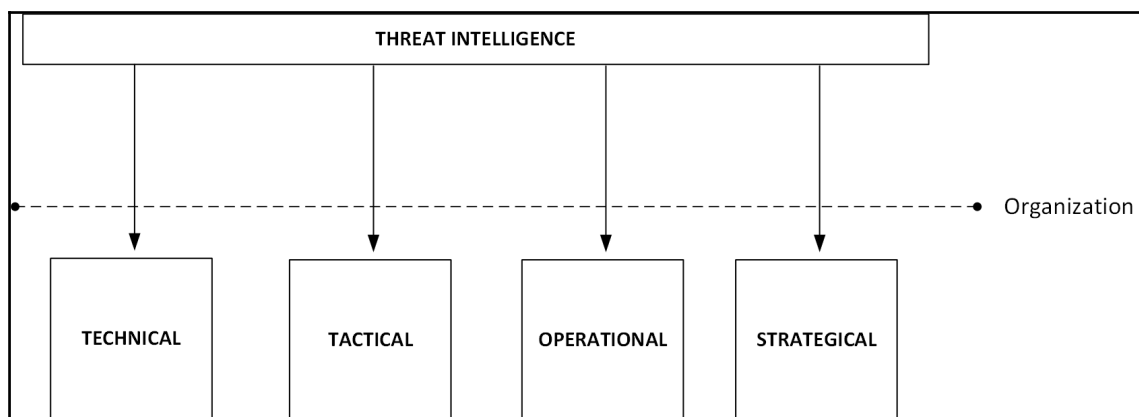 THREAT INTELLIGENCE
Organization
TECHNICAL
TACTICAL
OPERATIONAL
STRATEGICAL